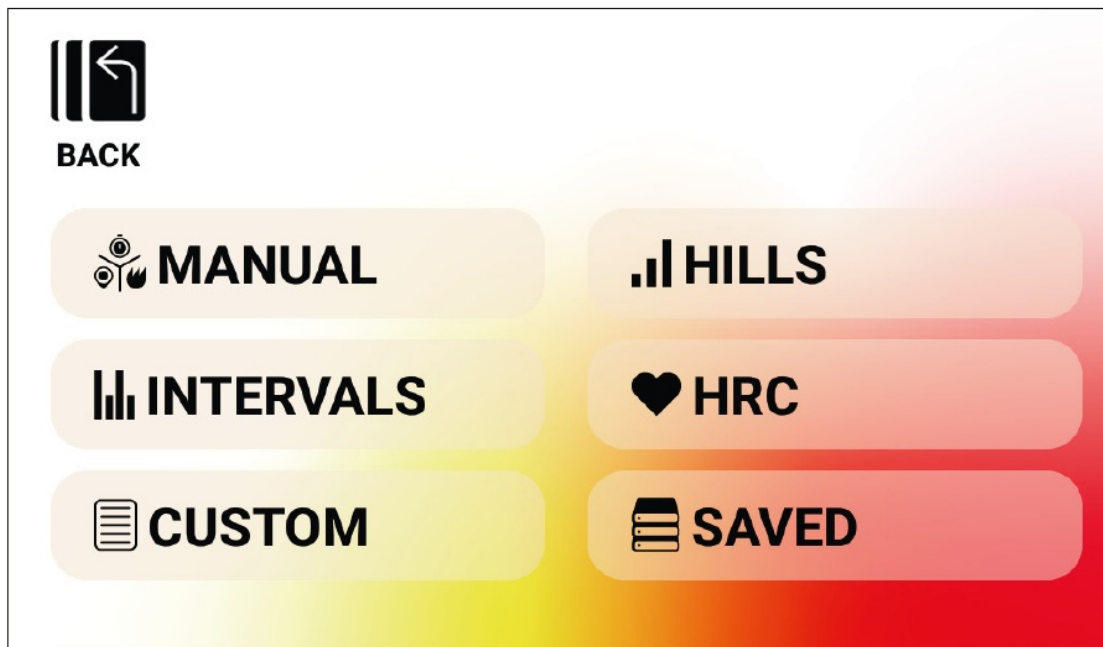 BACK
MANUAL
HILLS
INTERVALS
HRC
CUSTOM
SAVED